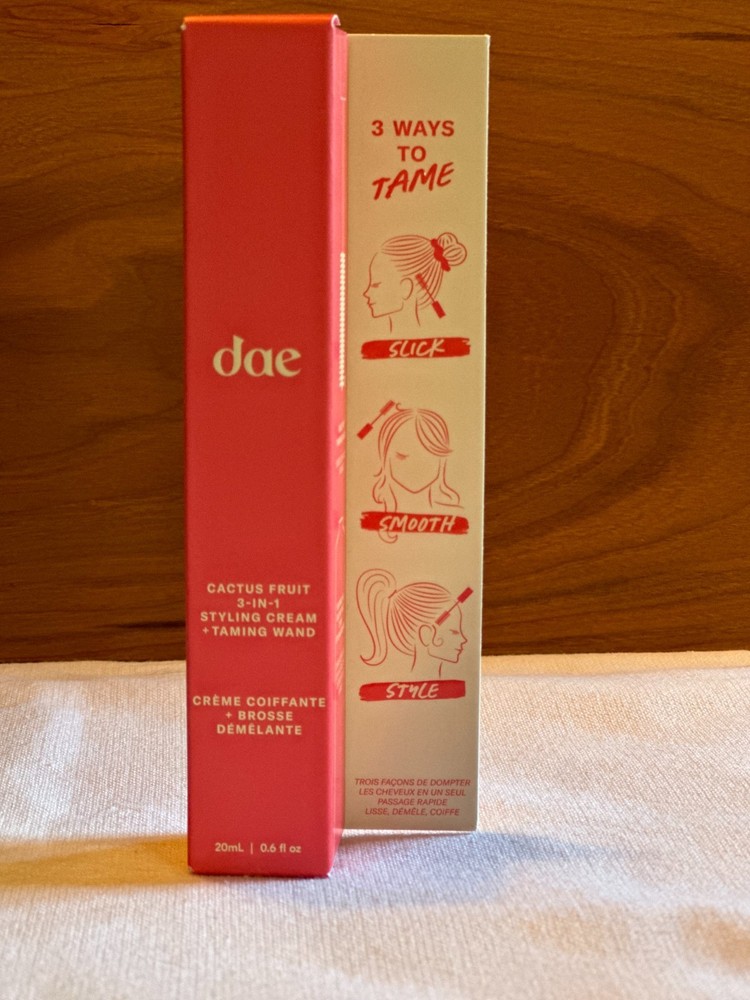 dae
CACTUS FRUIT
3-IN-1
STYLING CREAM
+TAMING WAND
CRÈME COIFFANTE
+ BROSSE
DÉMÊLANTE
20mL | 0.6 fl oz
3 WAYS
TO
TAME
SLICK
SMOOTH
STYLE
TROIS FAÇONS DE DOMPTER
LES CHEVEUX EN UN SEUL
PASSAGE RAPIDE
LISSE, DÉMÊLE, COIFFE